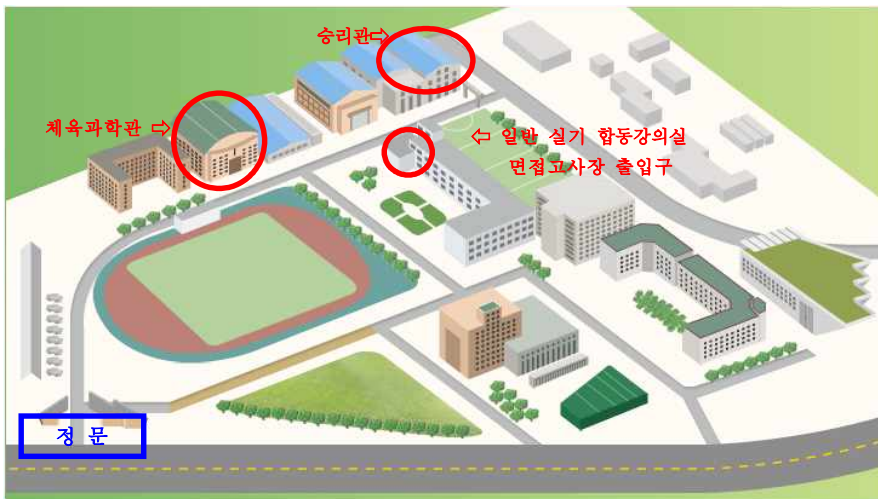 승리관⇨
체육과학관 ⇨
⇦ 일반 실기 합동강의실
면접고사장 출입구
정 문